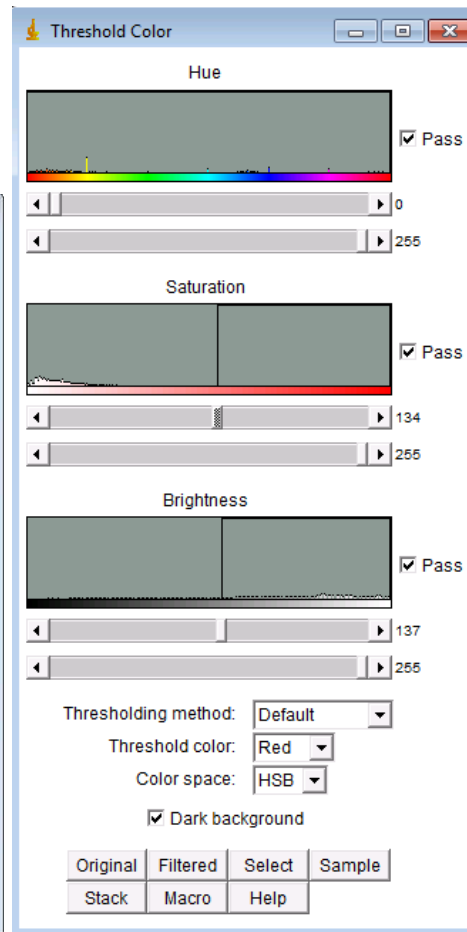 Threshold Color
Hue
Pass
0
255
Saturation
Pass
134
255
Brightness
Pass
137
255
Thresholding method: Default
Threshold color: Red
Color space: HSB
Dark background
Original Filtered Select Sample
Stack Macro Help